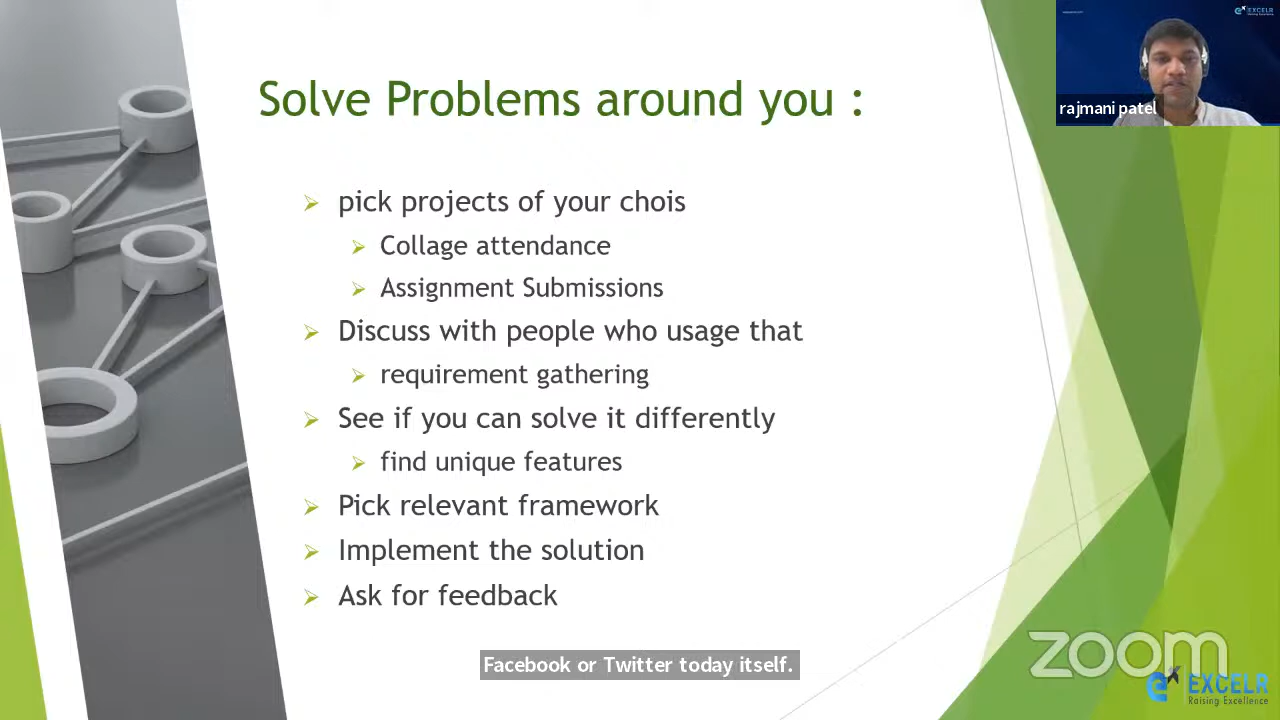 EXCELR
Solve Problems around you :
rajmani patel
pick projects of your chois
Collage attendance
Assignment Submissions
Discuss with people who usage that
requirement gathering
See if you can solve it differently
find unique features
Pick relevant framework
Implement the solution
Ask for feedback
Facebook or Twitter today itself.
zoom
EXCELR
Raising Excellence